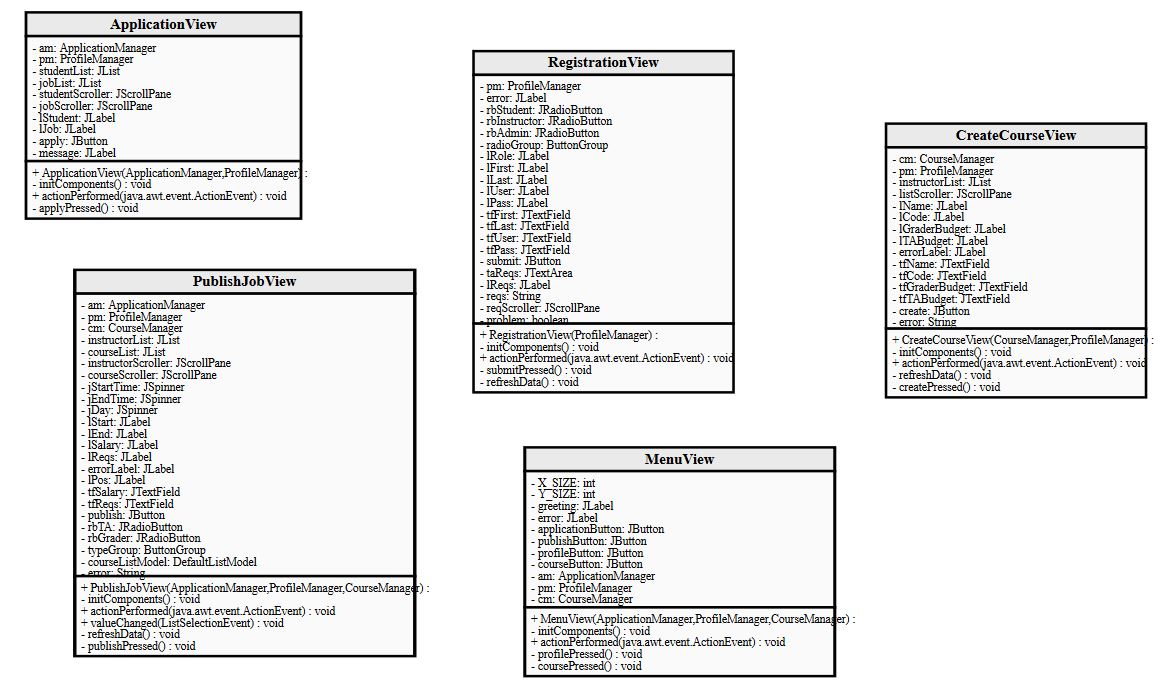 ApplicationView
- am: ApplicationManager
- pm: ProfileManager
- studentList: JList
- jobList: JList
- studentScroller: JScrollPane
- jobScroller: JScrollPane
- lStudent: JLabel
- lJob: JLabel
- apply: JButton
- message: JLabel
+ ApplicationView(ApplicationManager,ProfileManager) :
- initComponents() : void
+ actionPerformed(java.awt.event.ActionEvent) : void
- applyPressed() : void
RegistrationView
- pm: ProfileManager
- error: JLabel
- rbStudent: JRadioButton
- rbInstructor: JRadioButton
- rbAdmin: JRadioButton
- radioGroup: ButtonGroup
- lRole: JLabel
- lFirst: JLabel
- lLast: JLabel
- lUser: JLabel
- lPass: JLabel
- tfFirst: JTextField
- tfLast: JTextField
- tfUser: JTextField
- tfPass: JTextField
- submit: JButton
- taReqs: JTextArea
- lReqs: JLabel
- reqs: String
- reqScroller: JScrollPane
- problem: boolean
+ RegistrationView(ProfileManager) :
- initComponents() : void
+ actionPerformed(java.awt.event.ActionEvent) : void
- submitPressed() : void
- refreshData() : void
CreateCourseView
- cm: CourseManager
- pm: ProfileManager
- instructorList: JList
- listScroller: JScrollPane
- lName: JLabel
- lCode: JLabel
- lGraderBudget: JLabel
- lTABudget: JLabel
- errorLabel: JLabel
- tfName: JTextField
- tfCode: JTextField
- tfGraderBudget: JTextField
- tfTABudget: JTextField
- create: JButton
- error: String
+ CreateCourseView(CourseManager,ProfileManager) :
- initComponents() : void
+ actionPerformed(java.awt.event.ActionEvent) : void
- refreshData() : void
- createPressed() : void
PublishJobView
- am: ApplicationManager
- pm: ProfileManager
- cm: CourseManager
- instructorList: JList
- courseList: JList
- instructorScroller: JScrollPane
- courseScroller: JScrollPane
- jStartTime: JSpinner
- jEndTime: JSpinner
- jDay: JSpinner
- lStart: JLabel
- lEnd: JLabel
- lSalary: JLabel
- lReqs: JLabel
- errorLabel: JLabel
- lPos: JLabel
- tfSalary: JTextField
- tfReqs: JTextField
- publish: JButton
- rbTA: JRadioButton
- rbGrader: JRadioButton
- typeGroup: ButtonGroup
- courseListModel: DefaultListModel
- error: String
+ PublishJobView(ApplicationManager,ProfileManager,CourseManager) :
- initComponents() : void
+ actionPerformed(java.awt.event.ActionEvent) : void
+ valueChanged(ListSelectionEvent) : void
- refreshData() : void
- publishPressed() : void
MenuView
- X_SIZE: int
- Y_SIZE: int
- greeting: JLabel
- error: JLabel
- applicationButton: JButton
- publishButton: JButton
- profileButton: JButton
- courseButton: JButton
- am: ApplicationManager
- pm: ProfileManager
- cm: CourseManager
+ MenuView(ApplicationManager,ProfileManager,CourseManager) :
- initComponents() : void
+ actionPerformed(java.awt.event.ActionEvent) : void
- profilePressed() : void
- coursePressed() : void